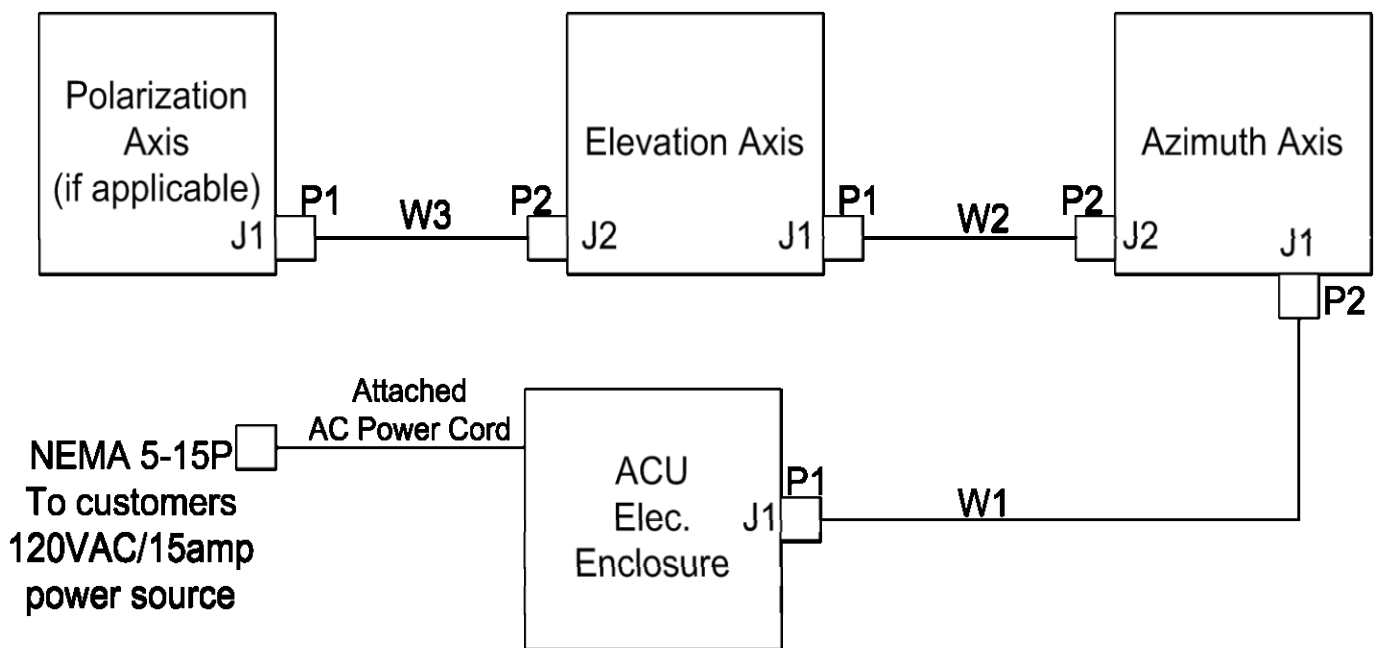 Polarization
Axis
(if applicable)
J1
P1
W3
P2
J2
Elevation Axis
J1
P1
W2
P2
J2
Azimuth Axis
J1
P2
Attached
AC Power Cord
NEMA 5-15P
To customers
120VAC/15amp
power source
ACU
Elec.
Enclosure
J1
P1
W1